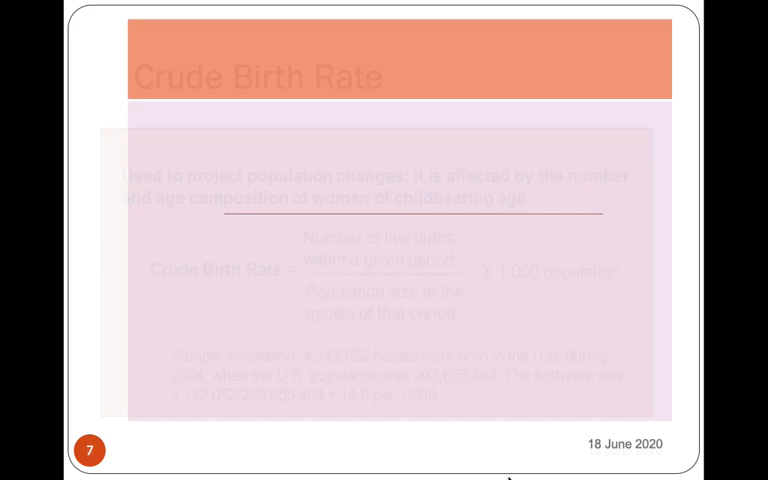 Crude Birth Rate
Used to project population changes; it is affected by the number
and age composition of women of childbearing age
Number of live births
within a given period
Crude Birth Rate =
X 1,000 population
Population size at the
middle of that period
Sample calculation: 4,112,052 babies were born in the U.S. during
2004, when the U.S. population was 293,655,404. The birth rate was
4,112,052/293,655,404 = 14.0 per 1,000.
7
18 June 2020